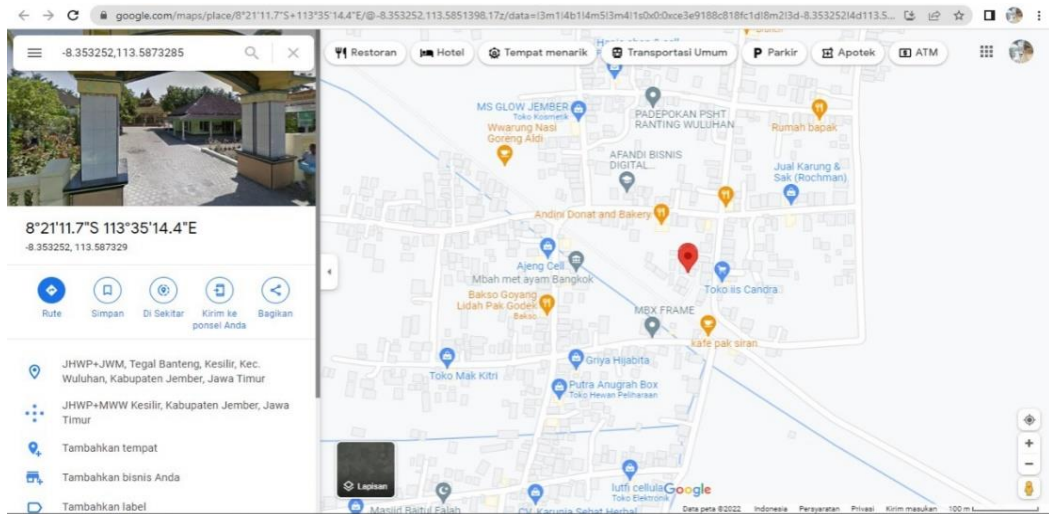 google.com/maps/place/8°21'11.7"S+113°35'14.4"E/@-8.353252,113.5851398,17z/data=!3m1!4b1!4m5!3m4!1s0x0:0xce3e9188c818fc1d!8m2!3d-8.353252!4d113.5...
-8.353252,113.5873285
Restoran
Hotel
Tempat menarik
Transportasi Umum
P Parkir
Apotek
ATM
8°21'11.7"S 113°35'14.4"E
-8.353252, 113.587329
Rute
Simpan
Di Sekitar
Kirim ke
ponsel Anda
Bagikan
JHWP+JWM, Tegal Banteng, Kesilir, Kec.
Wuluhan, Kabupaten Jember, Jawa Timur
JHWP+MWW Kesilir, Kabupaten Jember, Jawa
Timur
Tambahkan tempat
Tambahkan bisnis Anda
Tambahkan label
MS GLOW JEMBER
Toko Kosmetik
Wwarung Nasi
Goreng Aldi
PADEPOKAN PSHT
RANTING WULUHAN
Rumah bapak
AFANDI BISNIS
DIGITAL...
Jual Karung &
Sak (Rochman)
Andini Donat and Bakery
Ajeng Cell
Mbah met ayam Bangkok
Toko iis Candra
Bakso Goyang
Lidah Pak Godek
Bakso
MBX FRAME
kafe pak siran
Griya Hijabita
Toko Mak Kitri
Putra Anugrah Box
Toko Hewan Peliharaan
Lapisan
lutfi cellula
Toko Elektronik
Google
Masjid Baitul Falah
CV. Karunia Sehat Herbal
Data peta ©2022
Indonesia
Persyaratan
Privasi
Kirim masukan
100 m